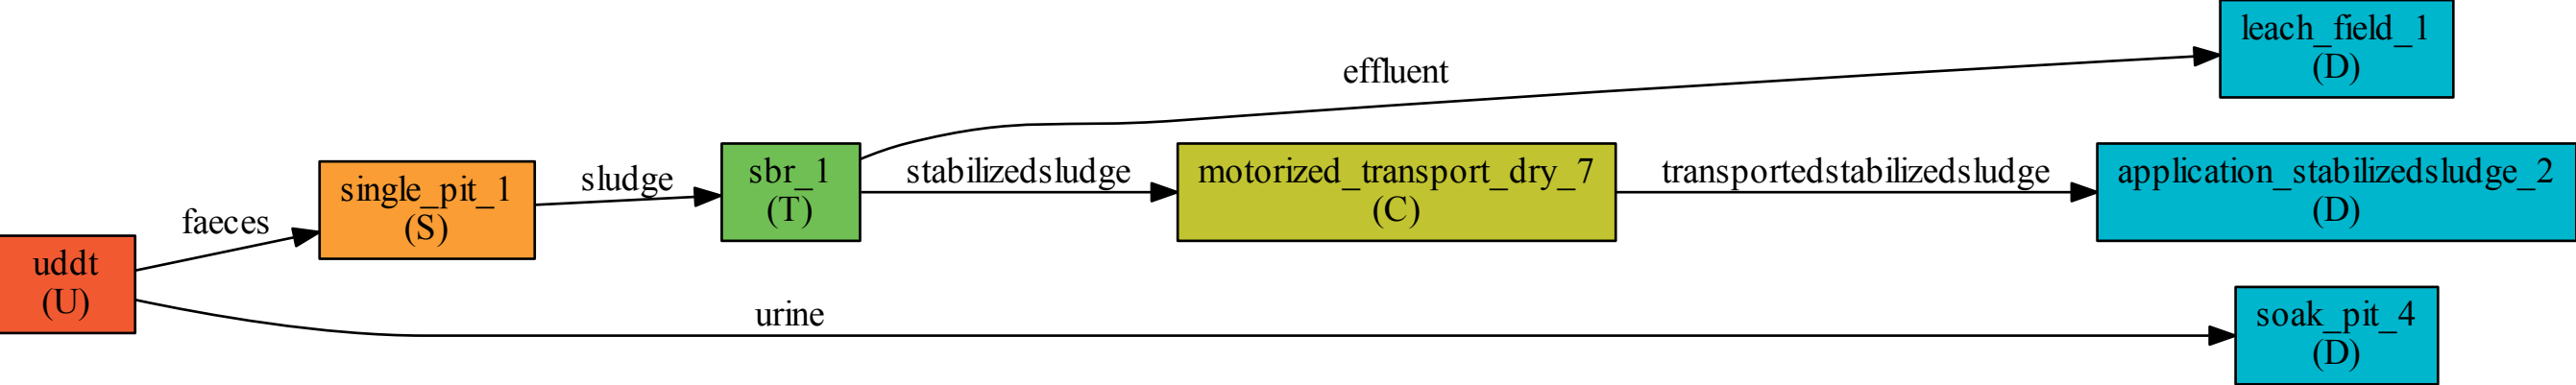 uddt
(U)
faeces
single_pit_1
(S)
sludge
sbr_1
(T)
effluent
stabilizedsludge
motorized_transport_dry_7
(C)
transportedstabilizedsludge
leach_field_1
(D)
application_stabilizedsludge_2
(D)
urine
soak_pit_4
(D)